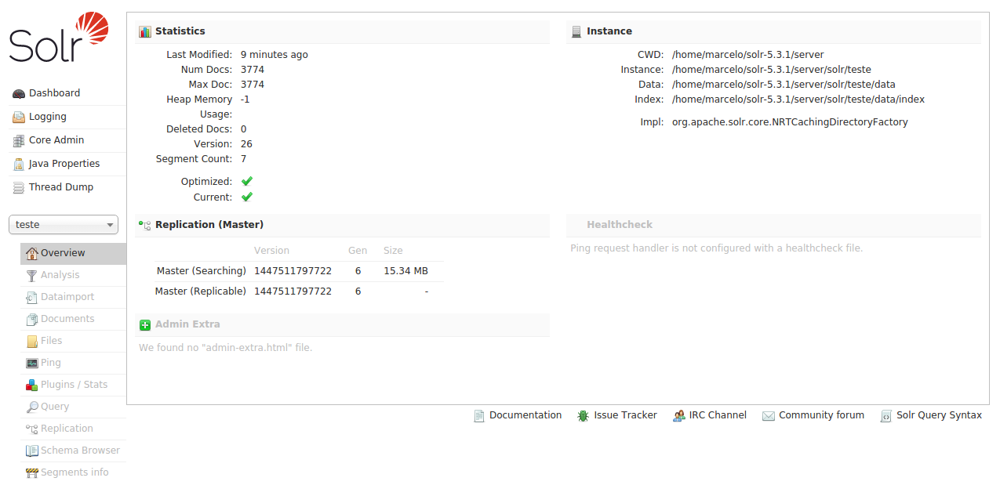 Solr
Dashboard
Logging
Core Admin
Java Properties
Thread Dump
teste
Overview
Analysis
Dataimport
Documents
Files
Ping
Plugins / Stats
Query
Replication
Schema Browser
Segments info
Statistics
Last Modified: 9 minutes ago
Num Docs: 3774
Max Doc: 3774
Heap Memory -1
Usage:
Deleted Docs: 0
Version: 26
Segment Count: 7
Optimized:
Current:
Instance
CWD: /home/marcelo/solr-5.3.1/server
Instance: /home/marcelo/solr-5.3.1/server/solr/teste
Data: /home/marcelo/solr-5.3.1/server/solr/teste/data
Index: /home/marcelo/solr-5.3.1/server/solr/teste/data/index
Impl: org.apache.solr.core.NRTCachingDirectoryFactory
Replication (Master)
Version Gen Size
Master (Searching) 1447511797722 6 15.34 MB
Master (Replicable) 1447511797722 6 -
Healthcheck
Ping request handler is not configured with a healthcheck file.
Admin Extra
We found no "admin-extra.html" file.
Documentation Issue Tracker IRC Channel Community forum Solr Query Syntax